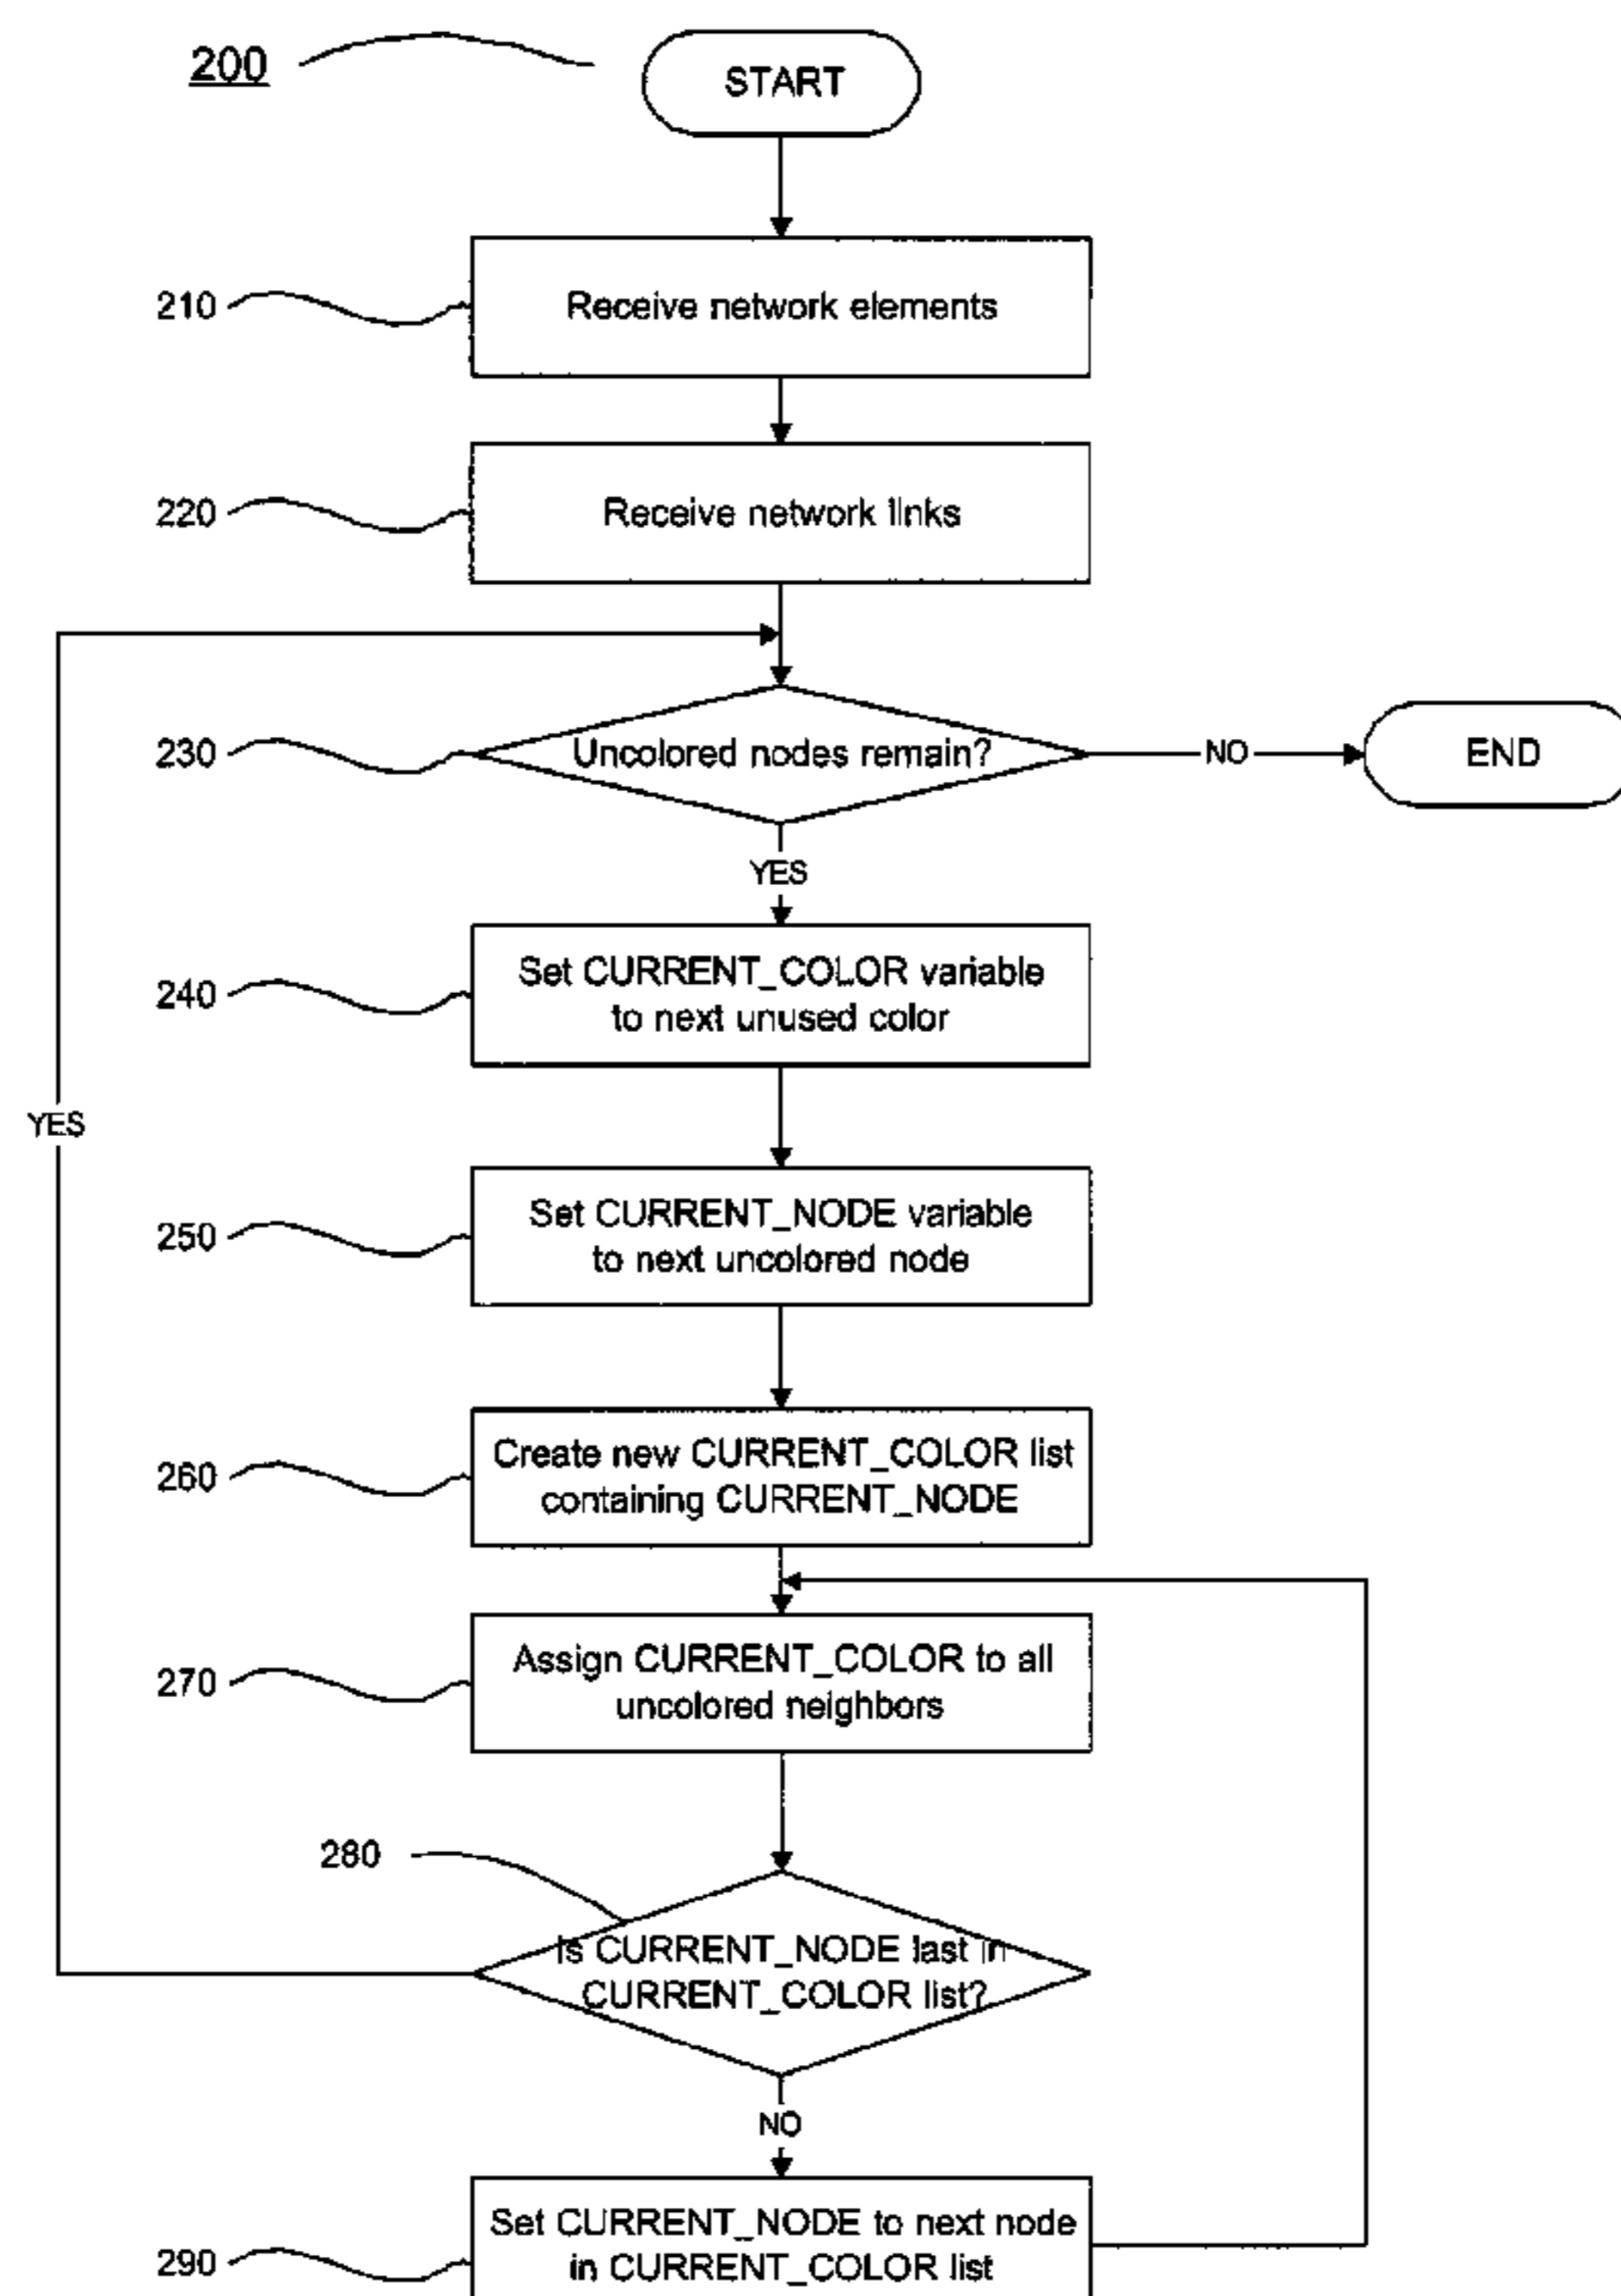 200
START
210
Receive network elements
220
Receive network links
230
Uncolored nodes remain?
NO
END
YES
240
Set CURRENT_COLOR variable
to next unused color
YES
250
Set CURRENT_NODE variable
to next uncolored node
260
Create new CURRENT_COLOR list
containing CURRENT_NODE
270
Assign CURRENT_COLOR to all
uncolored neighbors
280
Is CURRENT_NODE last in
CURRENT_COLOR list?
NO
290
Set CURRENT_NODE to next node
in CURRENT_COLOR list